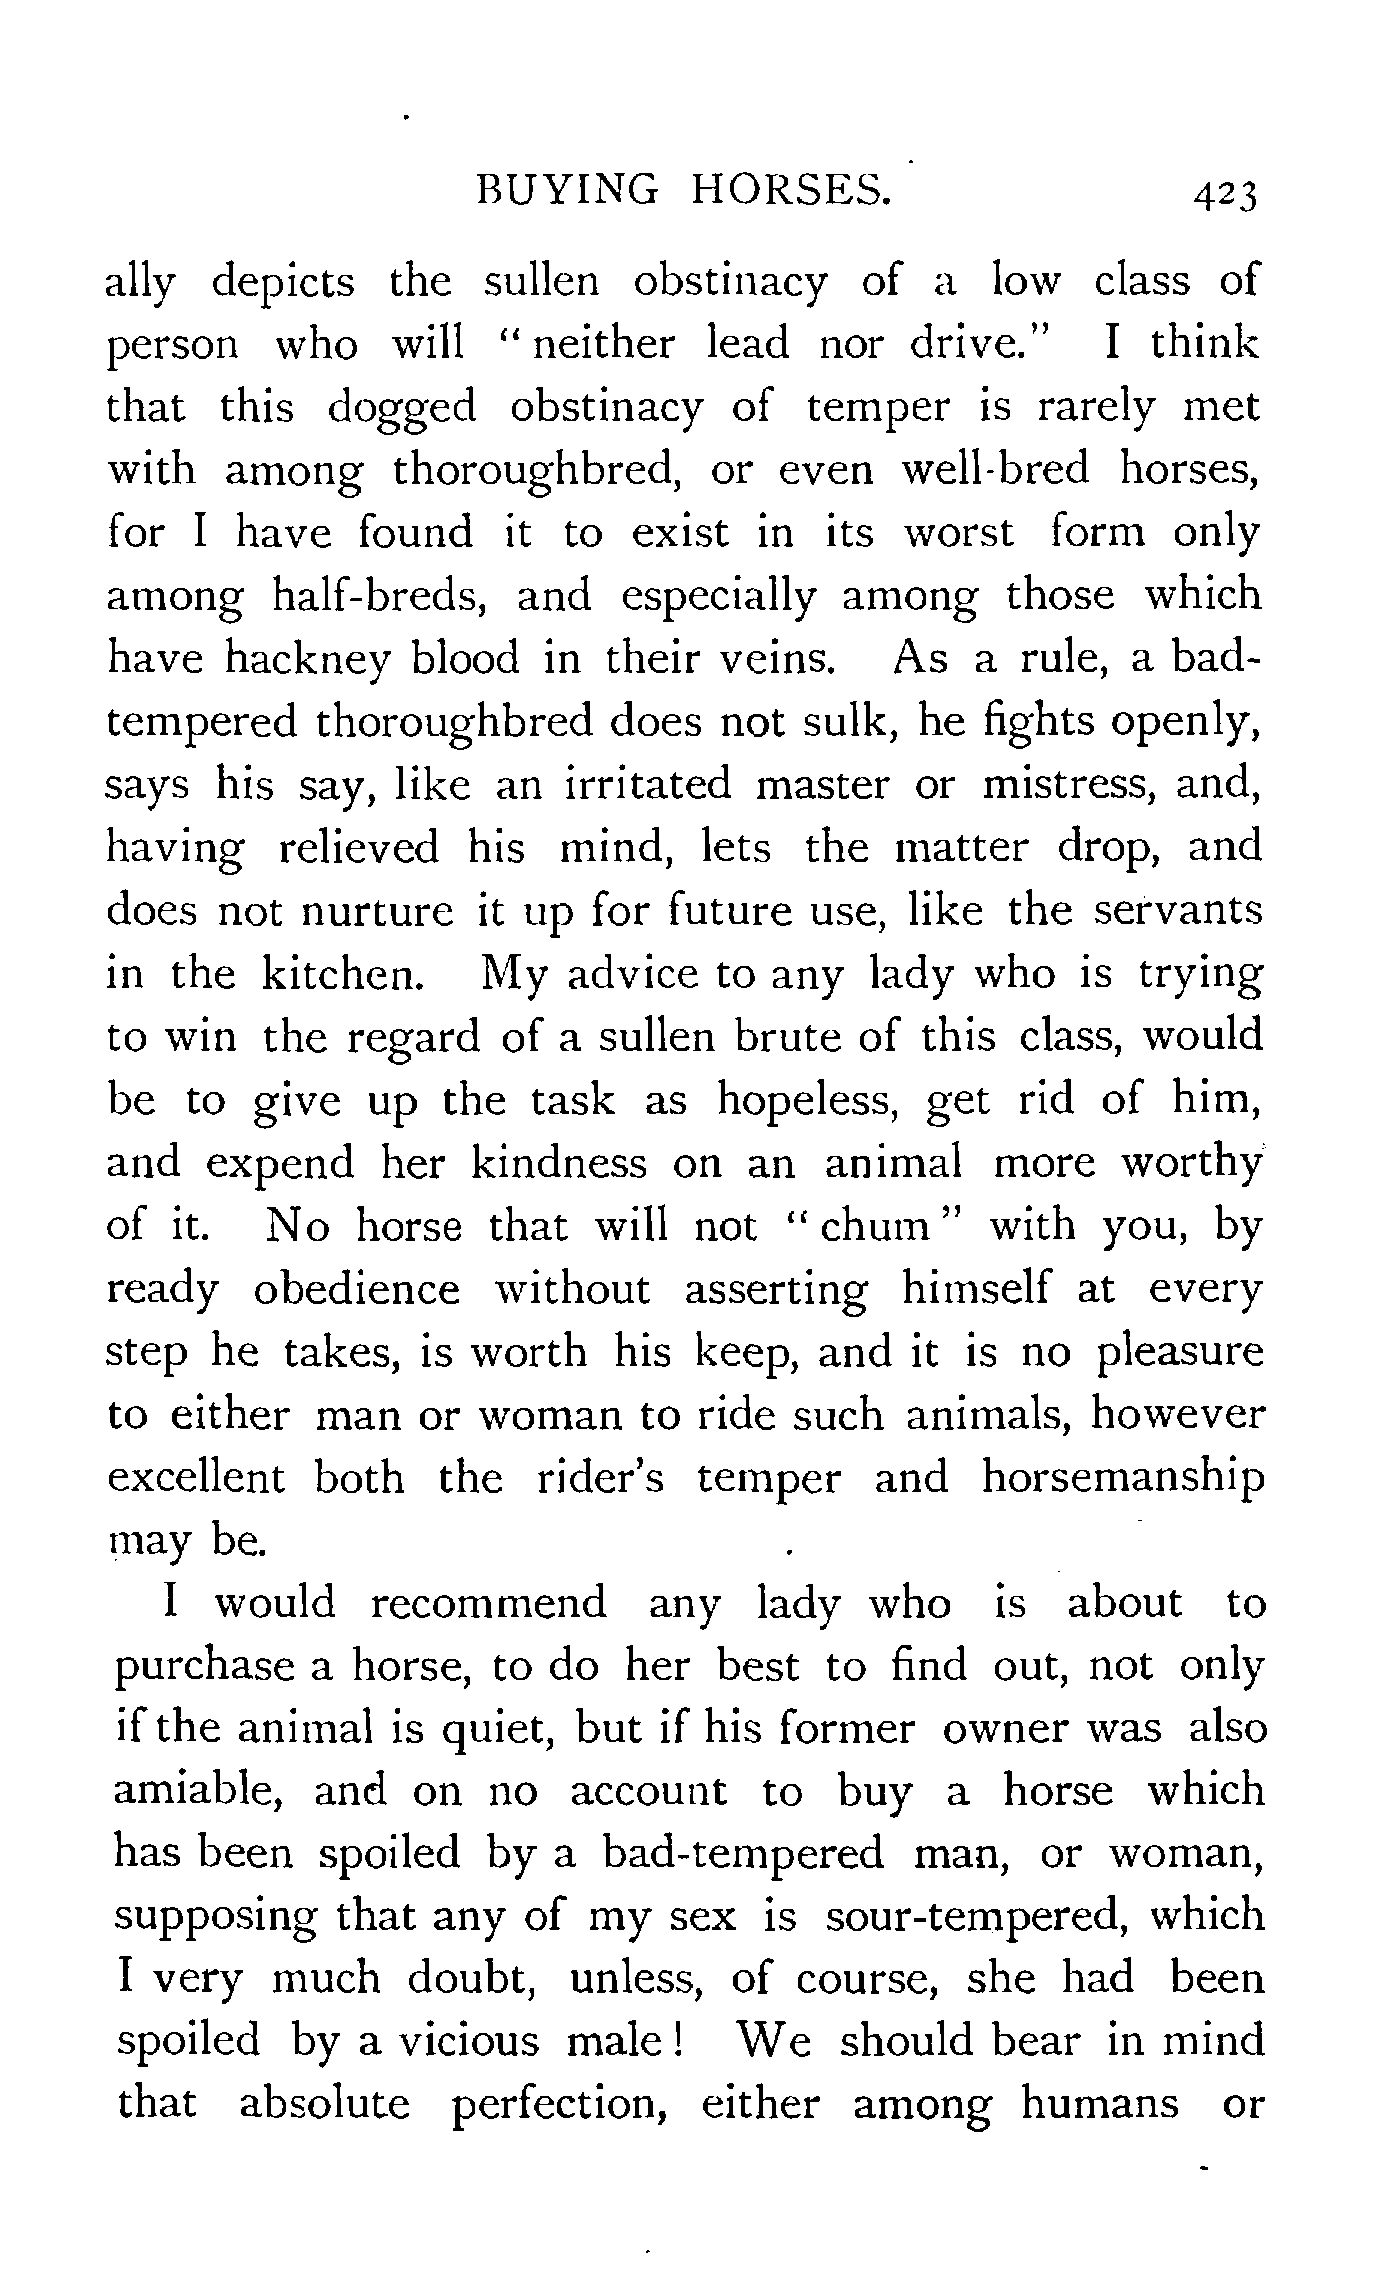 BUYING HORSES. 423
ally depicts the sullen obstinacy of a low class of
person who will " neither lead nor drive." I think
that this dogged obstinacy of temper is rarely met
with among thoroughbred, or even well-bred horses,
for I have found it to exist in its worst form only
among half-breds, and especially among those which
have hackney blood in their veins. As a rule, a bad-
tempered thoroughbred does not sulk, he fights openly,
says his say, like an irritated master or mistress, and,
having relieved his mind, lets the matter drop, and
does not nurture it up for future use, like the servants
in the kitchen. My advice to any lady who is trying
to win the regard of a sullen brute of this class, would
be to give up the task as hopeless, get rid of him,
and expend her kindness on an animal more worthy
of it. No horse that will not " chum " with you, by
ready obedience without asserting himself at every
step he takes, is worth his keep, and it is no pleasure
to either man or woman to ride such animals, however
excellent both the rider's temper and horsemanship
may be.
I would recommend any lady who is about to
purchase a horse, to do her best to find out, not only
if the animal is quiet, but if his former owner was also
amiable, and on no account to buy a horse which
has been spoiled by a bad-tempered man, or woman,
supposing that any of my sex is sour-tempered, which
I very much doubt, unless, of course, she had been
spoiled by a vicious male ! We should bear in mind
that absolute perfection, either among humans or